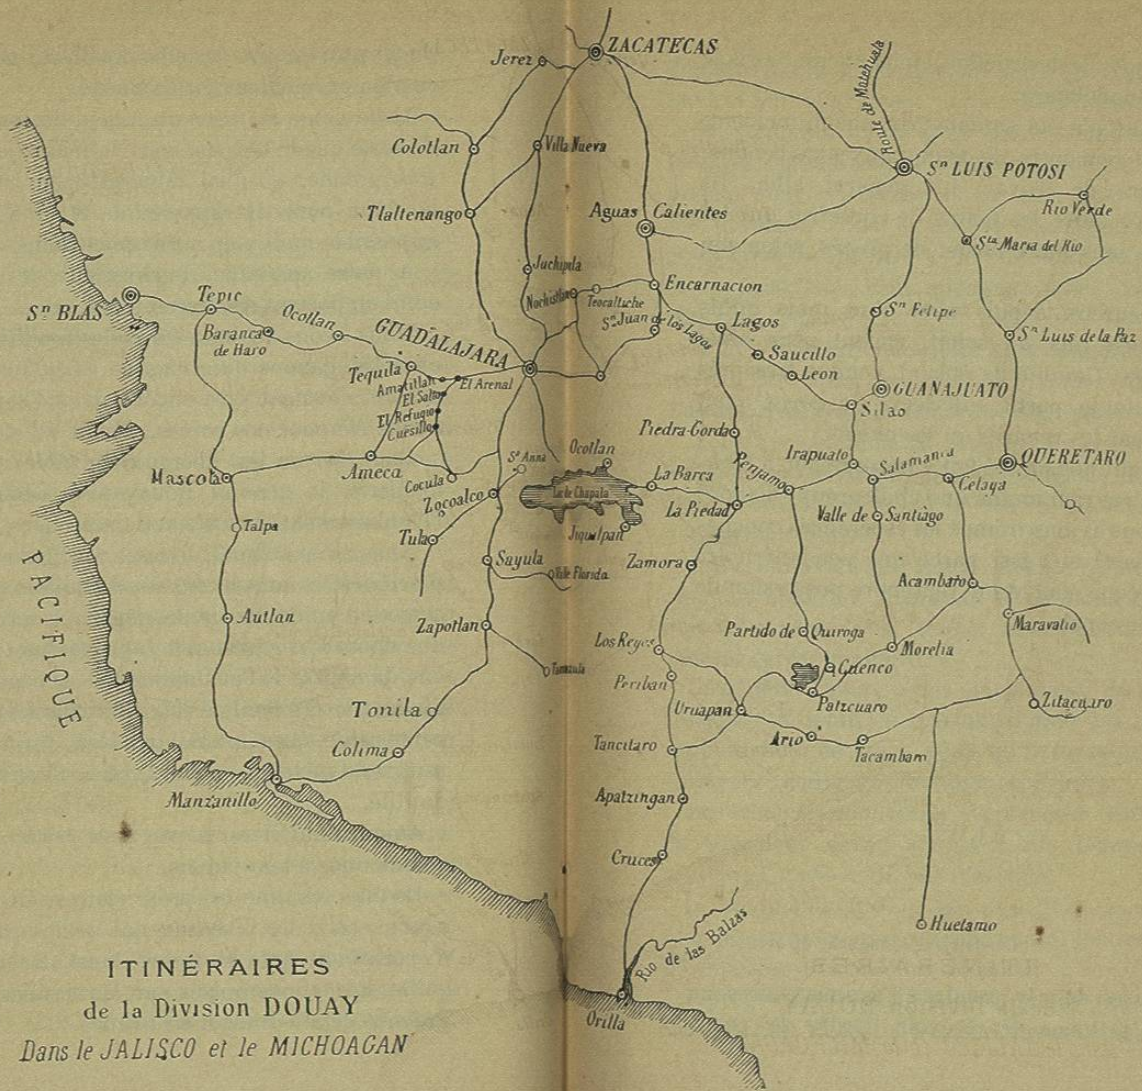 ZACATECAS
Jerez
Route de Matehuala
Colotlan
Villa Nueva
Sⁿ LUIS POTOSI
Tlaltenango
Aguas Calientes
Rio Verde
Sᵗᵃ Maria del Rio
Juchipila
Nochistlan
Teocaltiche
Encarnacion
Sⁿ BLAS
Tepic
Baranca
de Haro
Ocotlan
GUADALAJARA
Sⁿ Juan de los Lagos
Lagos
Sⁿ Felipe
Sⁿ Luis de la Paz
Saucillo
Leon
Tequila
Amatitlan
El Arenal
El Salto
El Refugio
Cuesillo
GUANAJUATO
Silao
Piedra-Gorda
Mascola
Ameca
Cocula
Sᵗ Anna
Ocotlan
Lac de Chapala
La Barca
Penjamo
Irapuato
Salamania
QUERETARO
Celaya
Zocoalco
La Piedad
Valle de Santiago
Talpa
Tula
Jiquilpan
Sayula
Valle Florida
Zamora
Acambaro
PACIFIQUE
Autlan
Zapotlan
Los Reyes
Partido de Quiroga
Morelia
Maravatio
Tamazula
Periban
Cuenco
Tonila
Uruapan
Patzcuaro
Zitacuaro
Colima
Tancitaro
Ario
Tacambaro
Manzanillo
Apatzingan
Cruces
Huetamo
Rio de las Balzas
Orilla
ITINÉRAIRES
de la Division DOUAY
Dans le JALISCO et le MICHOAGAN